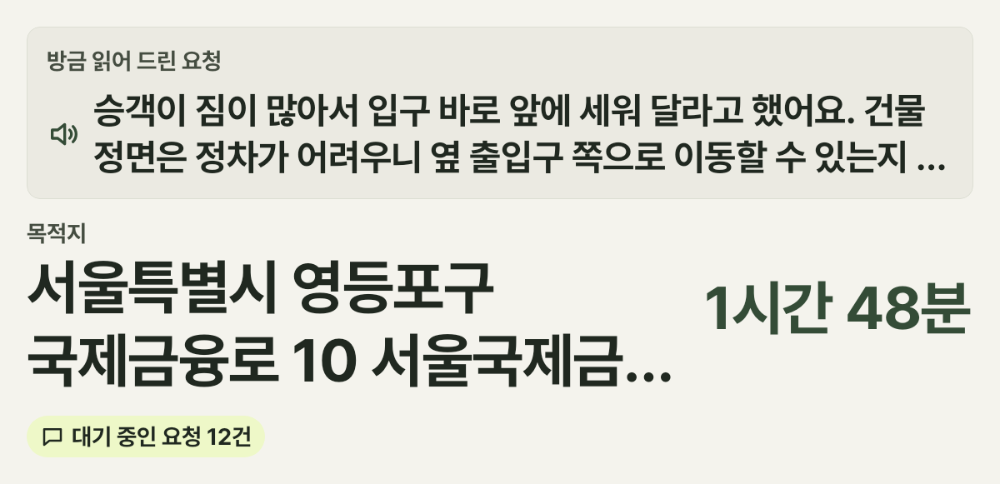 방금 읽어 드린 요청
승객이 짐이 많아서 입구 바로 앞에 세워 달라고 했어요. 건물
정면은 정차가 어려우니 옆 출입구 쪽으로 이동할 수 있는지 ...
목적지
서울특별시 영등포구
국제금융로 10 서울국제금...
1시간 48분
대기 중인 요청 12건